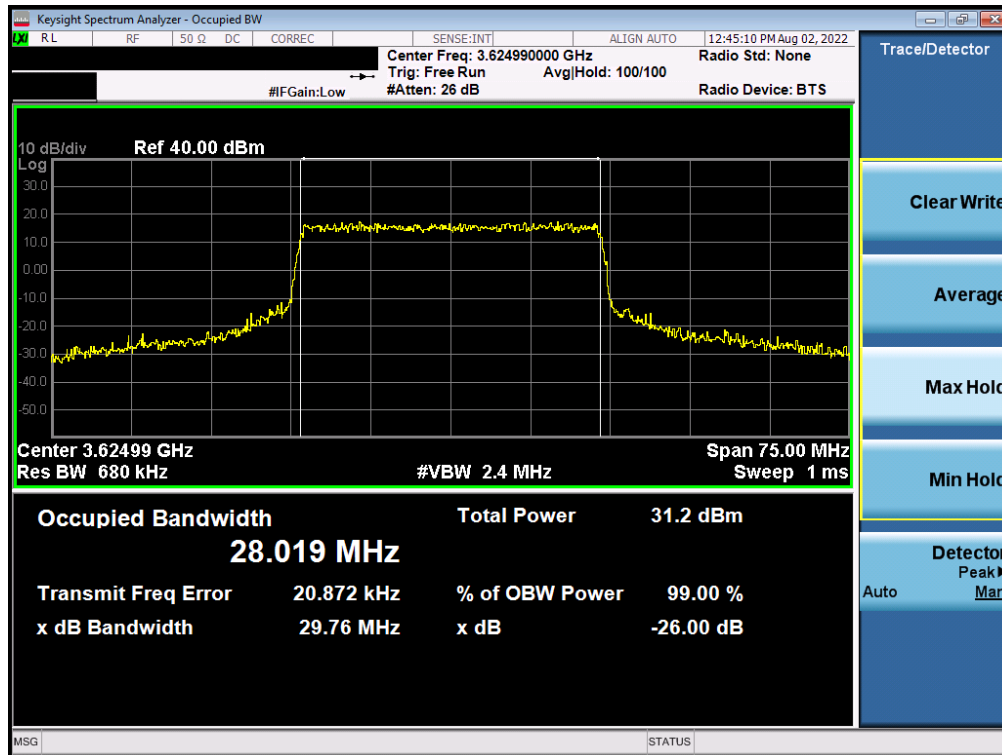 Keysight Spectrum Analyzer - Occupied BW
LXI RL RF 50 Ω DC CORREC SENSE:INT ALIGN AUTO 12:45:10 PM Aug 02, 2022
Center Freq: 3.624990000 GHz Radio Std: None
Trig: Free Run Avg|Hold: 100/100
#IFGain:Low #Atten: 26 dB Radio Device: BTS
Trace/Detector
10 dB/div Ref 40.00 dBm
Log
30.0
20.0
10.0
0.00
-10.0
-20.0
-30.0
-40.0
-50.0
Center 3.62499 GHz Span 75.00 MHz
Res BW 680 kHz #VBW 2.4 MHz Sweep 1 ms
Occupied Bandwidth Total Power 31.2 dBm
28.019 MHz
Transmit Freq Error 20.872 kHz % of OBW Power 99.00 %
x dB Bandwidth 29.76 MHz x dB -26.00 dB
Clear Write
Average
Max Hold
Min Hold
Detector
Peak
Auto Man
MSG STATUS